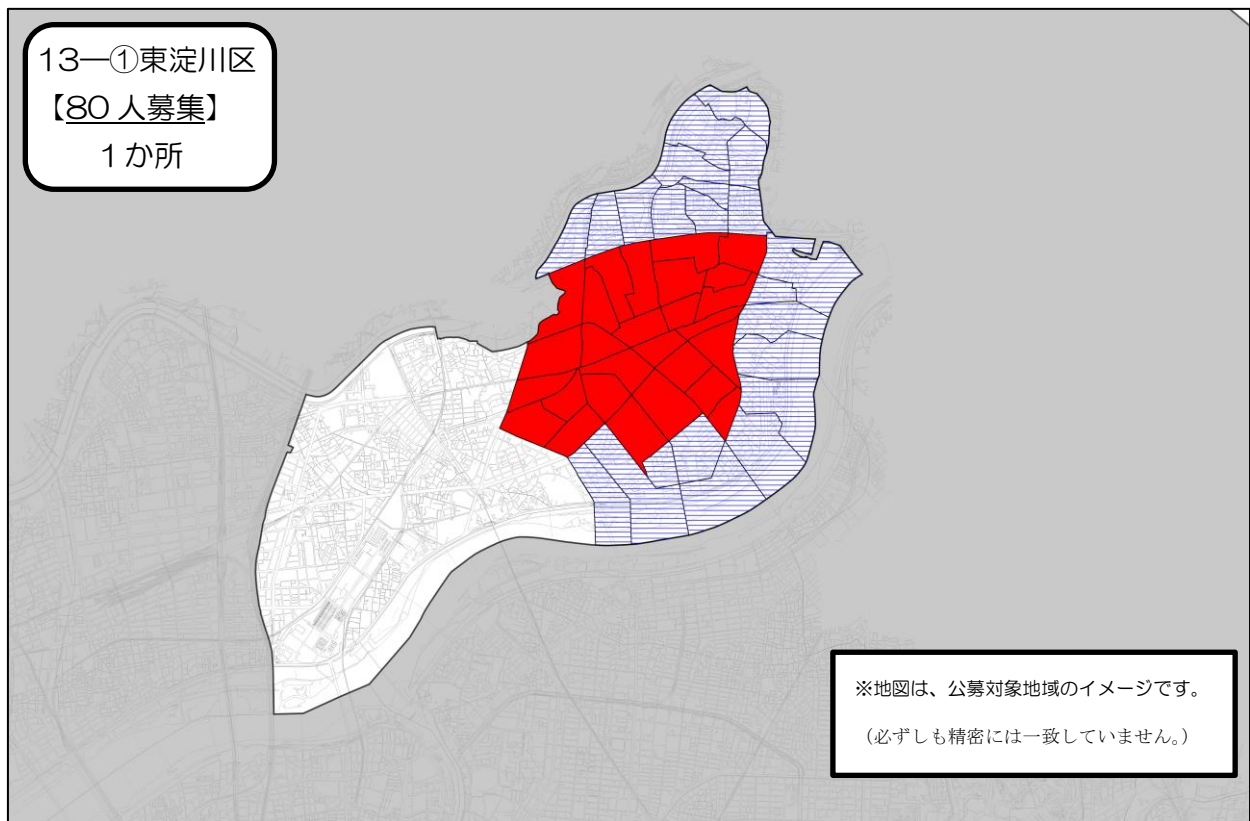 13―①東淀川区
【80人募集】
1か所
※地図は、公募対象地域のイメージです。
（必ずしも精密には一致していません。）